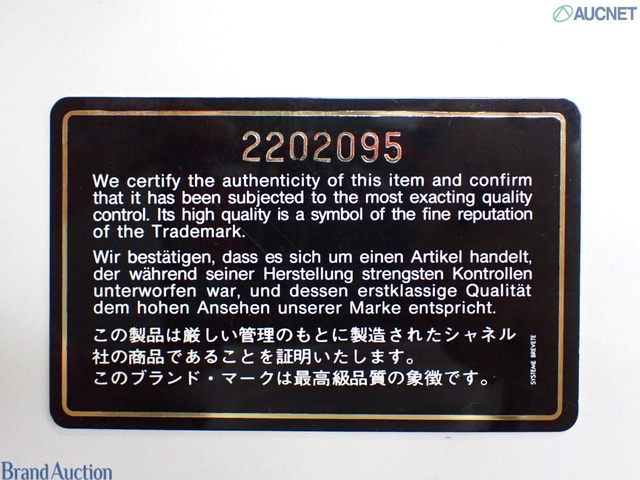 AUCNET
2202095
We certify the authenticity of this item and confirm
that it has been subjected to the most exacting quality
control. Its high quality is a symbol of the fine reputation
of the Trademark.
Wir bestätigen, dass es sich um einen Artikel handelt,
der während seiner Herstellung strengsten Kontrollen
unterworfen war, und dessen erstklassige Qualität
dem hohen Ansehen unserer Marke entspricht.
この製品は厳しい管理のもとに製造されたシャネル
社の商品であることを証明いたします。
このブランド・マークは最高級品質の象徴です。
SYSTEME BREVETE
Brand Auction